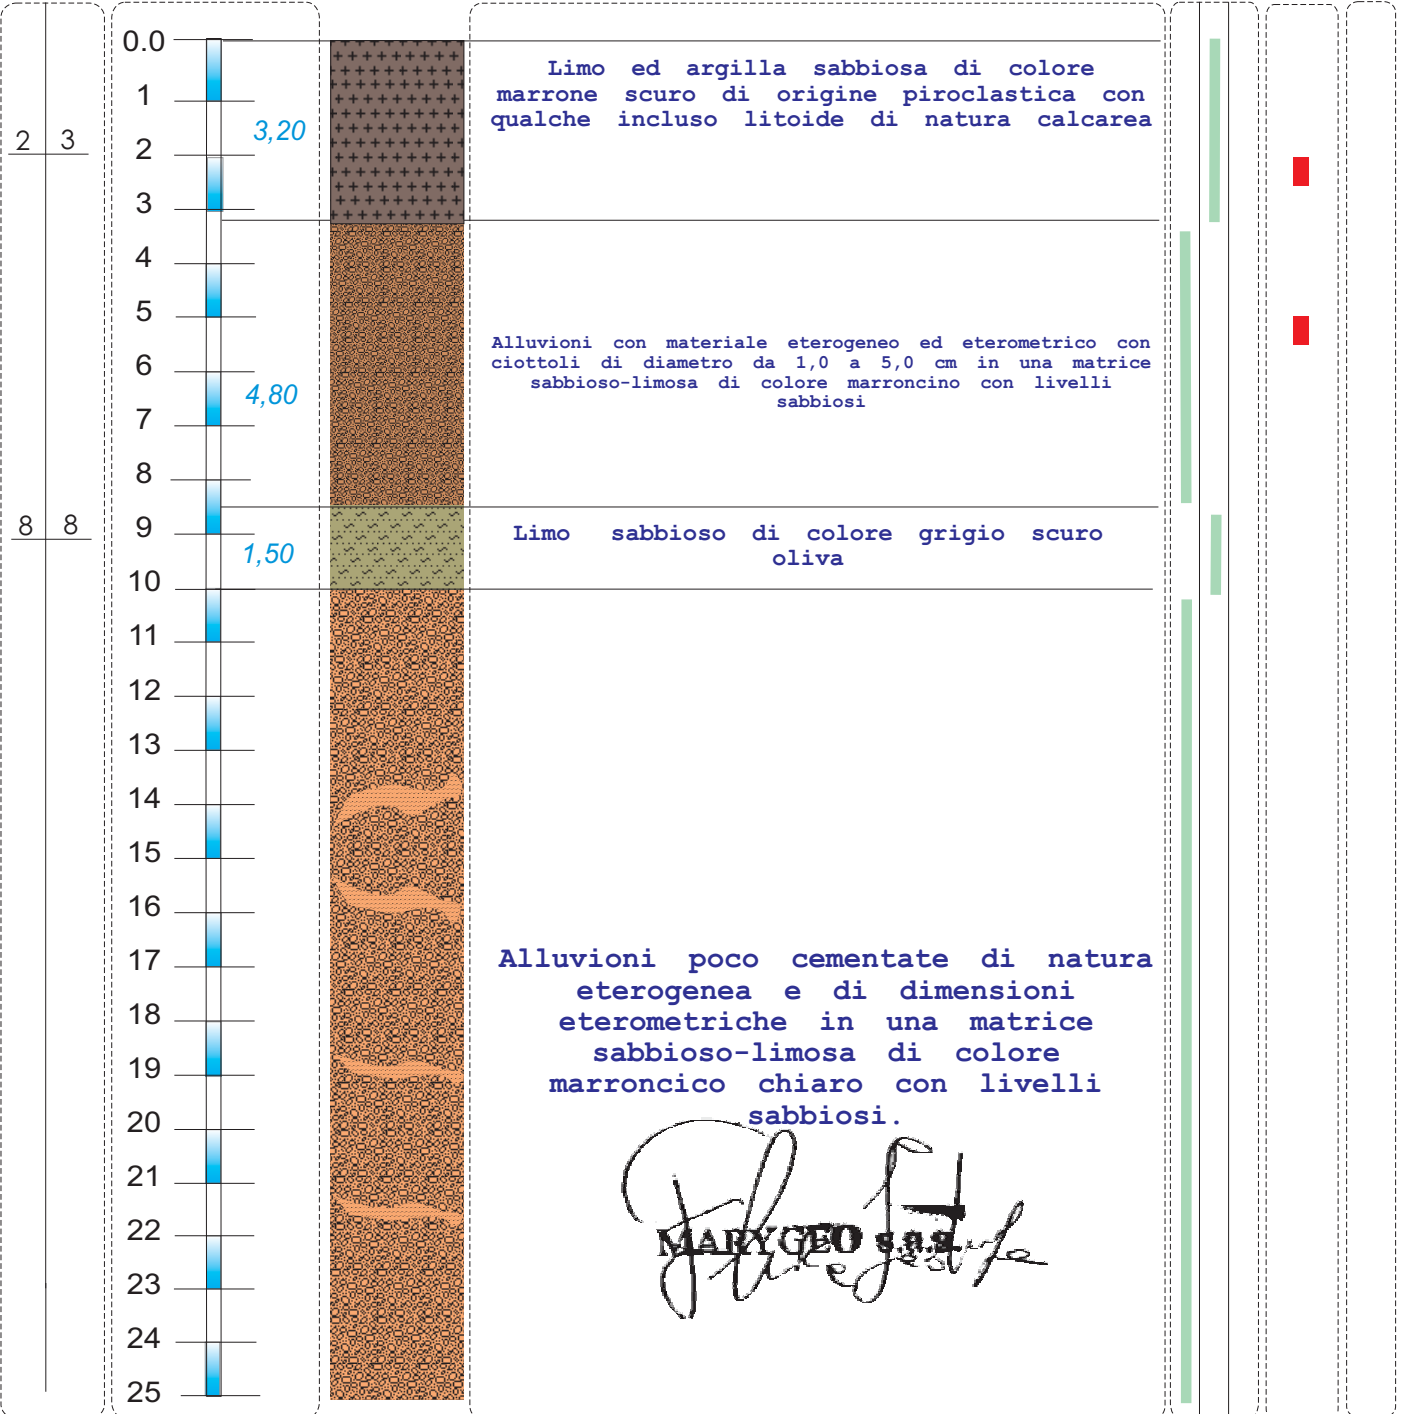 0.0
Limo ed argilla sabbiosa di colore
marrone scuro di origine piroclastica con
qualche incluso litoide di natura calcarea
1
3,20
2 3
2
3
4
5
Alluvioni con materiale eterogeneo ed eterometrico con
ciottoli di diametro da 1,0 a 5,0 cm in una matrice
sabbioso-limosa di colore marroncino con livelli
sabbiosi
6
4,80
7
8
8 8
9
Limo sabbioso di colore grigio scuro
oliva
1,50
10
11
12
13
14
15
16
17
Alluvioni poco cementate di natura
eterogenea e di dimensioni
eterometriche in una matrice
sabbioso-limosa di colore
marroncico chiaro con livelli
sabbiosi.
18
19
20
21
22
MARYGEO s.a.s.
23
24
25